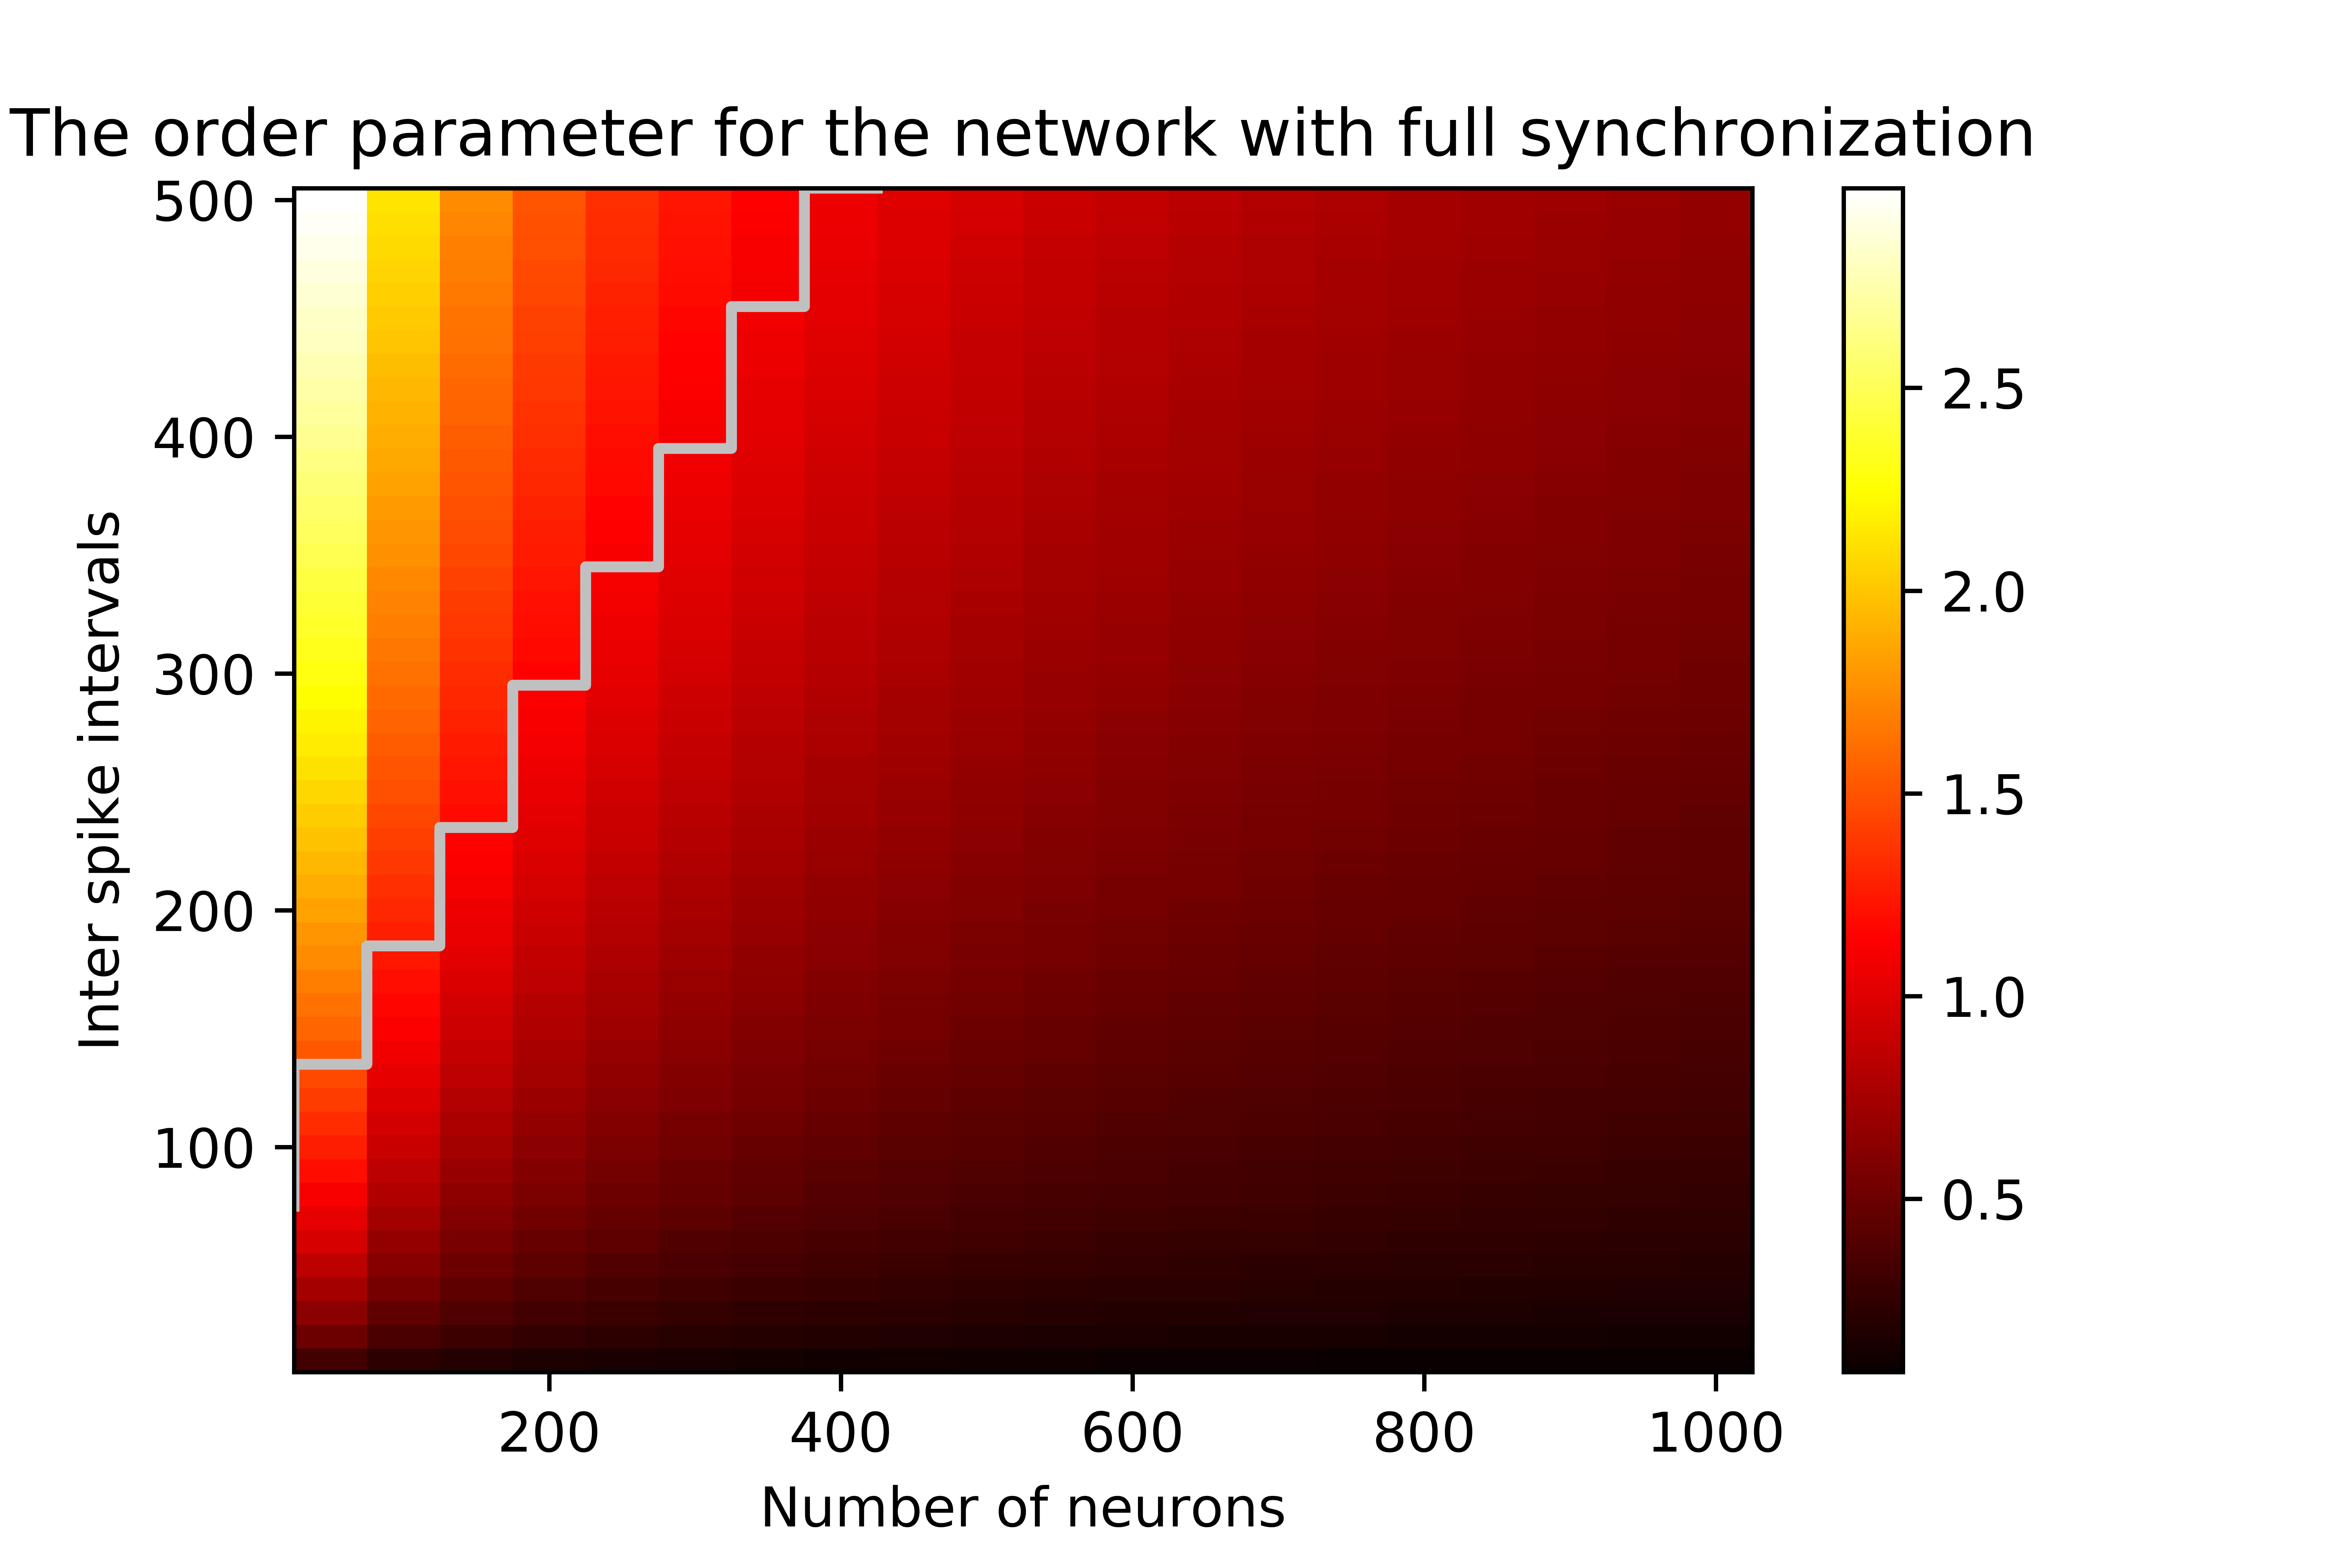 The order parameter for the network with full synchronization
500
400
300
200
100
Inter spike intervals
200 400 600 800 1000
Number of neurons
2.5
2.0
1.5
1.0
0.5